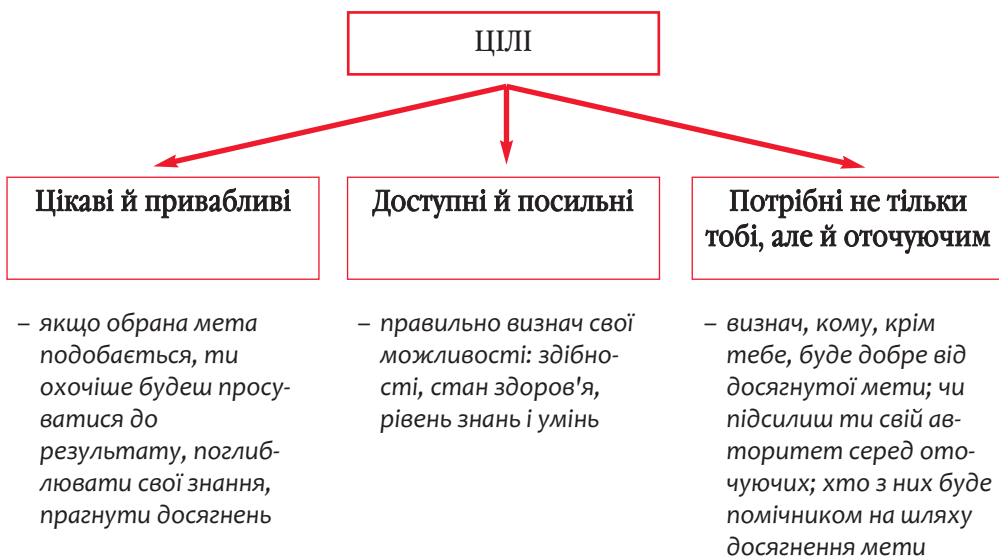 ЦІЛІ
Цікаві й привабливі
– якщо обрана мета
подобається, ти
охочіше будеш просу-
ватися до
результату, поглиб-
лювати свої знання,
прагнути досягнень
Доступні й посильні
– правильно визнач свої
можливості: здібно-
сті, стан здоров'я,
рівень знань і умінь
Потрібні не тільки
тобі, але й оточуючим
– визнач, кому, крім
тебе, буде добре від
досягнутої мети; чи
підсилиш ти свій ав-
торитет серед ото-
чуючих; хто з них буде
помічником на шляху
досягнення мети